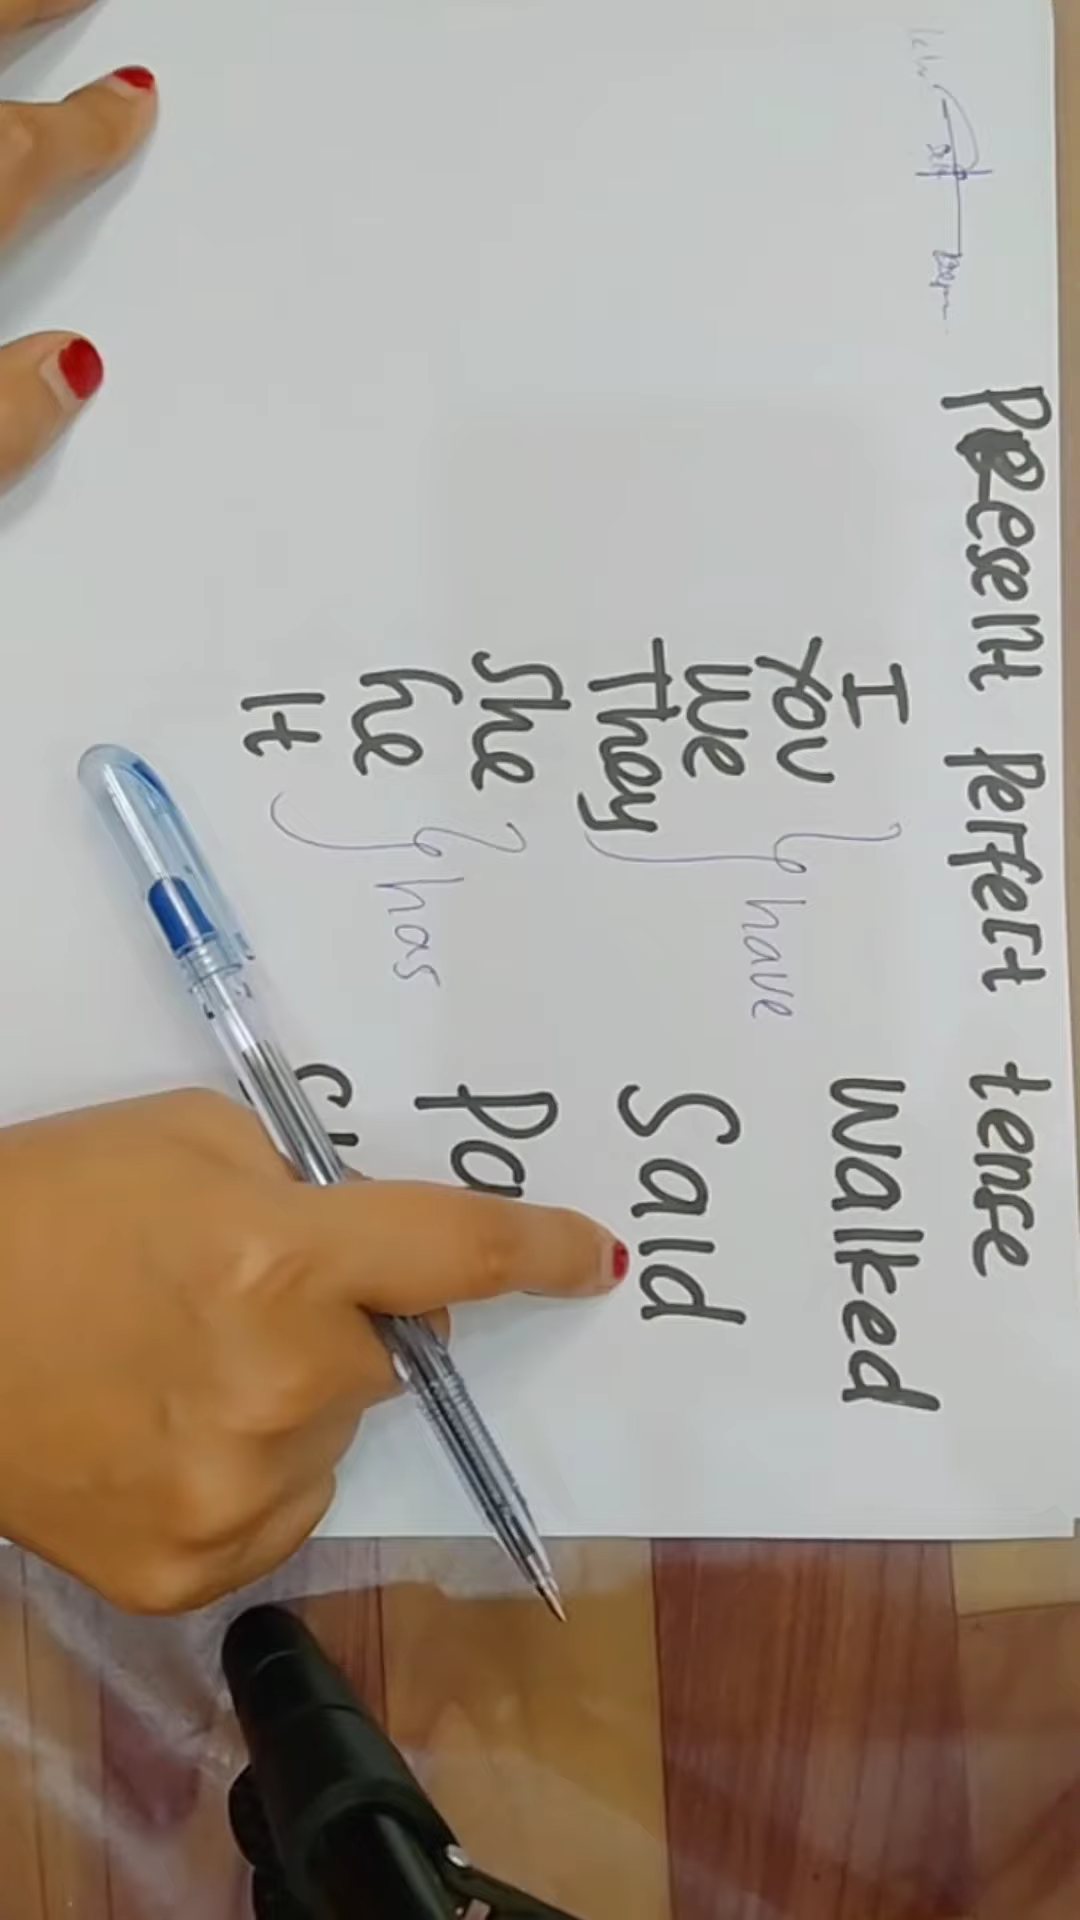 Present perfect tense
I
You
We
They
have
She
he
It
has
Walked
Said